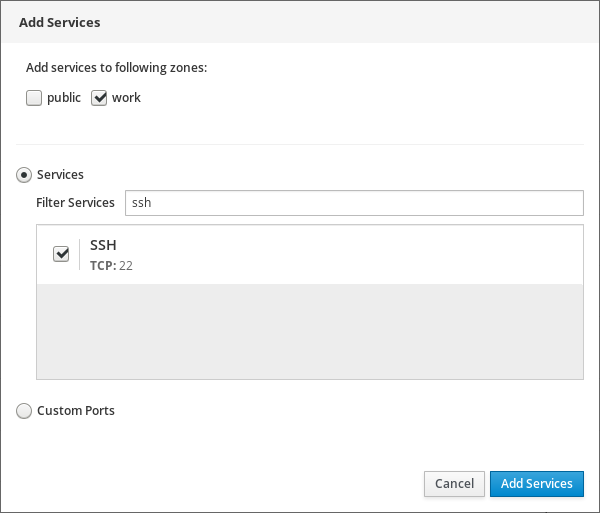 Add Services
Add services to following zones:
public work
Services
Filter Services ssh
SSH
TCP: 22
Custom Ports
Cancel Add Services